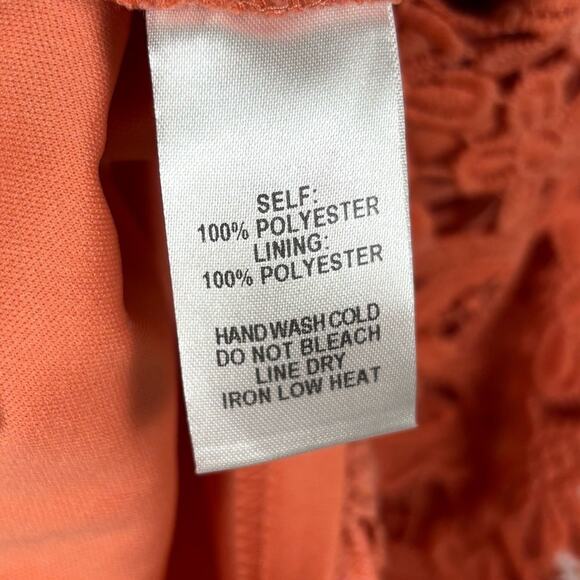 SELF:
100% POLYESTER
LINING:
100% POLYESTER
HAND WASH COLD
DO NOT BLEACH
LINE DRY
IRON LOW HEAT